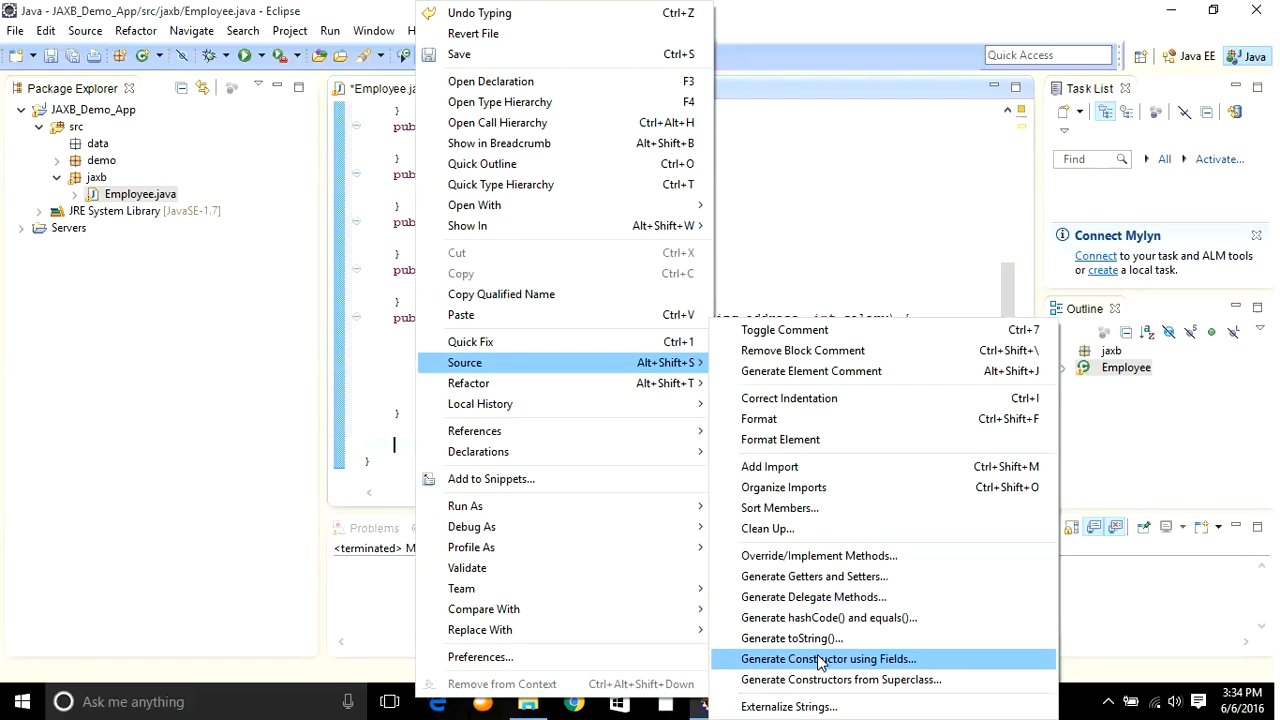 Java - JAXB_Demo_App/src/jaxb/Employee.java - Eclipse
File Edit Source Refactor Navigate Search Project Run Window
Quick Access
Java EE
Java
Package Explorer
JAXB_Demo_App
src
data
demo
jaxb
Employee.java
JRE System Library [JavaSE-1.7]
Servers
Undo Typing Ctrl+Z
Revert File
Save Ctrl+S
Open Declaration F3
Open Type Hierarchy F4
Open Call Hierarchy Ctrl+Alt+H
Show in Breadcrumb Alt+Shift+B
Quick Outline Ctrl+O
Quick Type Hierarchy Ctrl+T
Open With
Show In Alt+Shift+W
Cut Ctrl+X
Copy Ctrl+C
Copy Qualified Name
Paste Ctrl+V
Quick Fix Ctrl+1
Source Alt+Shift+S
Refactor Alt+Shift+T
Local History
References
Declarations
Add to Snippets...
Run As
Debug As
Profile As
Validate
Team
Compare With
Replace With
Preferences...
Remove from Context Ctrl+Alt+Shift+Down
Toggle Comment Ctrl+7
Remove Block Comment Ctrl+Shift+\
Generate Element Comment Alt+Shift+J
Correct Indentation Ctrl+I
Format Ctrl+Shift+F
Format Element
Add Import Ctrl+Shift+M
Organize Imports Ctrl+Shift+O
Sort Members...
Clean Up...
Override/Implement Methods...
Generate Getters and Setters...
Generate Delegate Methods...
Generate hashCode() and equals()...
Generate toString()...
Generate Constructor using Fields...
Generate Constructors from Superclass...
Externalize Strings...
Task List
Find All Activate...
Connect Mylyn
Connect to your task and ALM tools
or create a local task.
Outline
jaxb
Employee
Problems
<terminated> M
Ask me anything
3:34 PM
6/6/2016